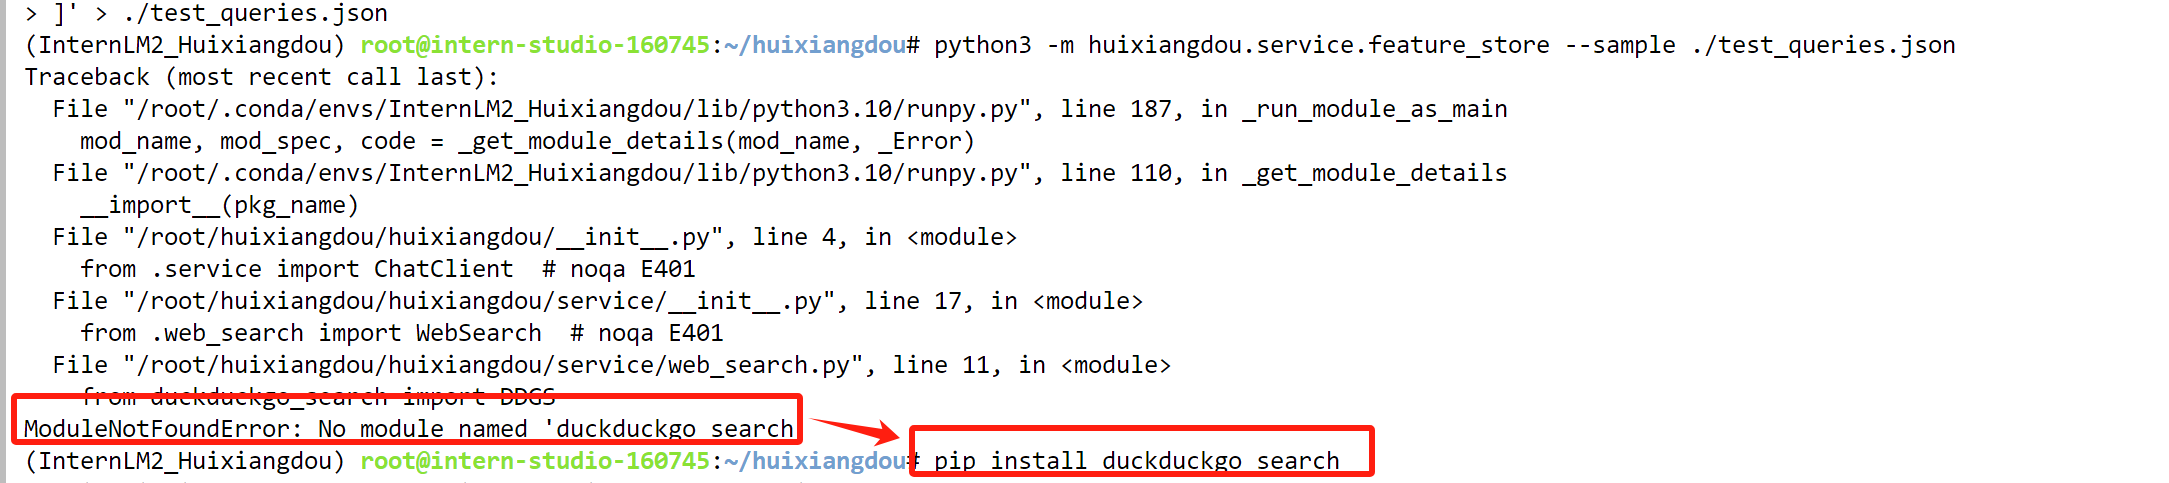 > ]' > ./test_queries.json
(InternLM2_Huixiangdou) root@intern-studio-160745:~/huixiangdou# python3 -m huixiangdou.service.feature_store --sample ./test_queries.json
Traceback (most recent call last):
  File "/root/.conda/envs/InternLM2_Huixiangdou/lib/python3.10/runpy.py", line 187, in _run_module_as_main
    mod_name, mod_spec, code = _get_module_details(mod_name, _Error)
  File "/root/.conda/envs/InternLM2_Huixiangdou/lib/python3.10/runpy.py", line 110, in _get_module_details
    __import__(pkg_name)
  File "/root/huixiangdou/huixiangdou/__init__.py", line 4, in <module>
    from .service import ChatClient  # noqa E401
  File "/root/huixiangdou/huixiangdou/service/__init__.py", line 17, in <module>
    from .web_search import WebSearch  # noqa E401
  File "/root/huixiangdou/huixiangdou/service/web_search.py", line 11, in <module>
    from duckduckgo_search import DDGS
ModuleNotFoundError: No module named 'duckduckgo_search
(InternLM2_Huixiangdou) root@intern-studio-160745:~/huixiangdou# pip install duckduckgo_search